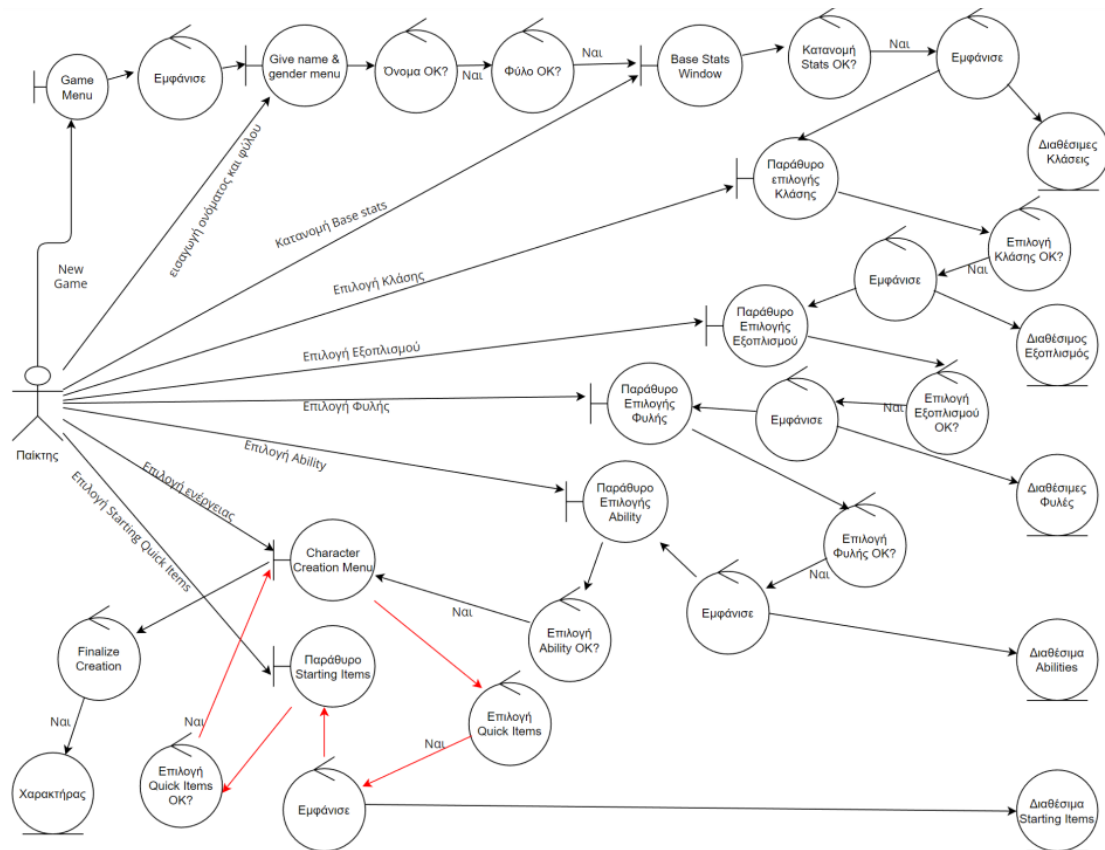 Game
Menu
Εμφάνισε
Give name &
gender menu
Όνομα OK?
Ναι
Φύλο OK?
Ναι
Base Stats
Window
Κατανομή
Stats OK?
Ναι
Εμφάνισε
Διαθέσιμες
Κλάσεις
Παράθυρο
επιλογής
Κλάσης
Επιλογή
Κλάσης OK?
Ναι
Εμφάνισε
Διαθέσιμος
Εξοπλισμός
Παράθυρο
Επιλογής
Εξοπλισμού
Επιλογή
Εξοπλισμού
OK?
Ναι
Εμφάνισε
Διαθέσιμες
Φυλές
Παράθυρο
Επιλογής
Φυλής
Επιλογή
Φυλής OK?
Ναι
Εμφάνισε
Διαθέσιμα
Abilities
Παράθυρο
Επιλογής
Ability
Επιλογή
Ability OK?
Ναι
Character
Creation Menu
Finalize
Creation
Ναι
Χαρακτήρας
Επιλογή
Quick Items
Ναι
Εμφάνισε
Διαθέσιμα
Starting Items
Παράθυρο
Starting Items
Επιλογή
Quick Items
OK?
Ναι
New
Game
εισαγωγή ονόματος και φύλου
Κατανομή Base stats
Επιλογή Κλάσης
Επιλογή Εξοπλισμού
Επιλογή Φυλής
Επιλογή Ability
Επιλογή ενέργειας
Επιλογή Starting Quick Items
Παίκτης